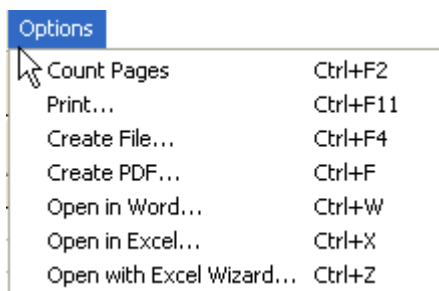 Options
Count Pages Ctrl+F2
Print... Ctrl+F11
Create File... Ctrl+F4
Create PDF... Ctrl+F
Open in Word... Ctrl+W
Open in Excel... Ctrl+X
Open with Excel Wizard... Ctrl+Z